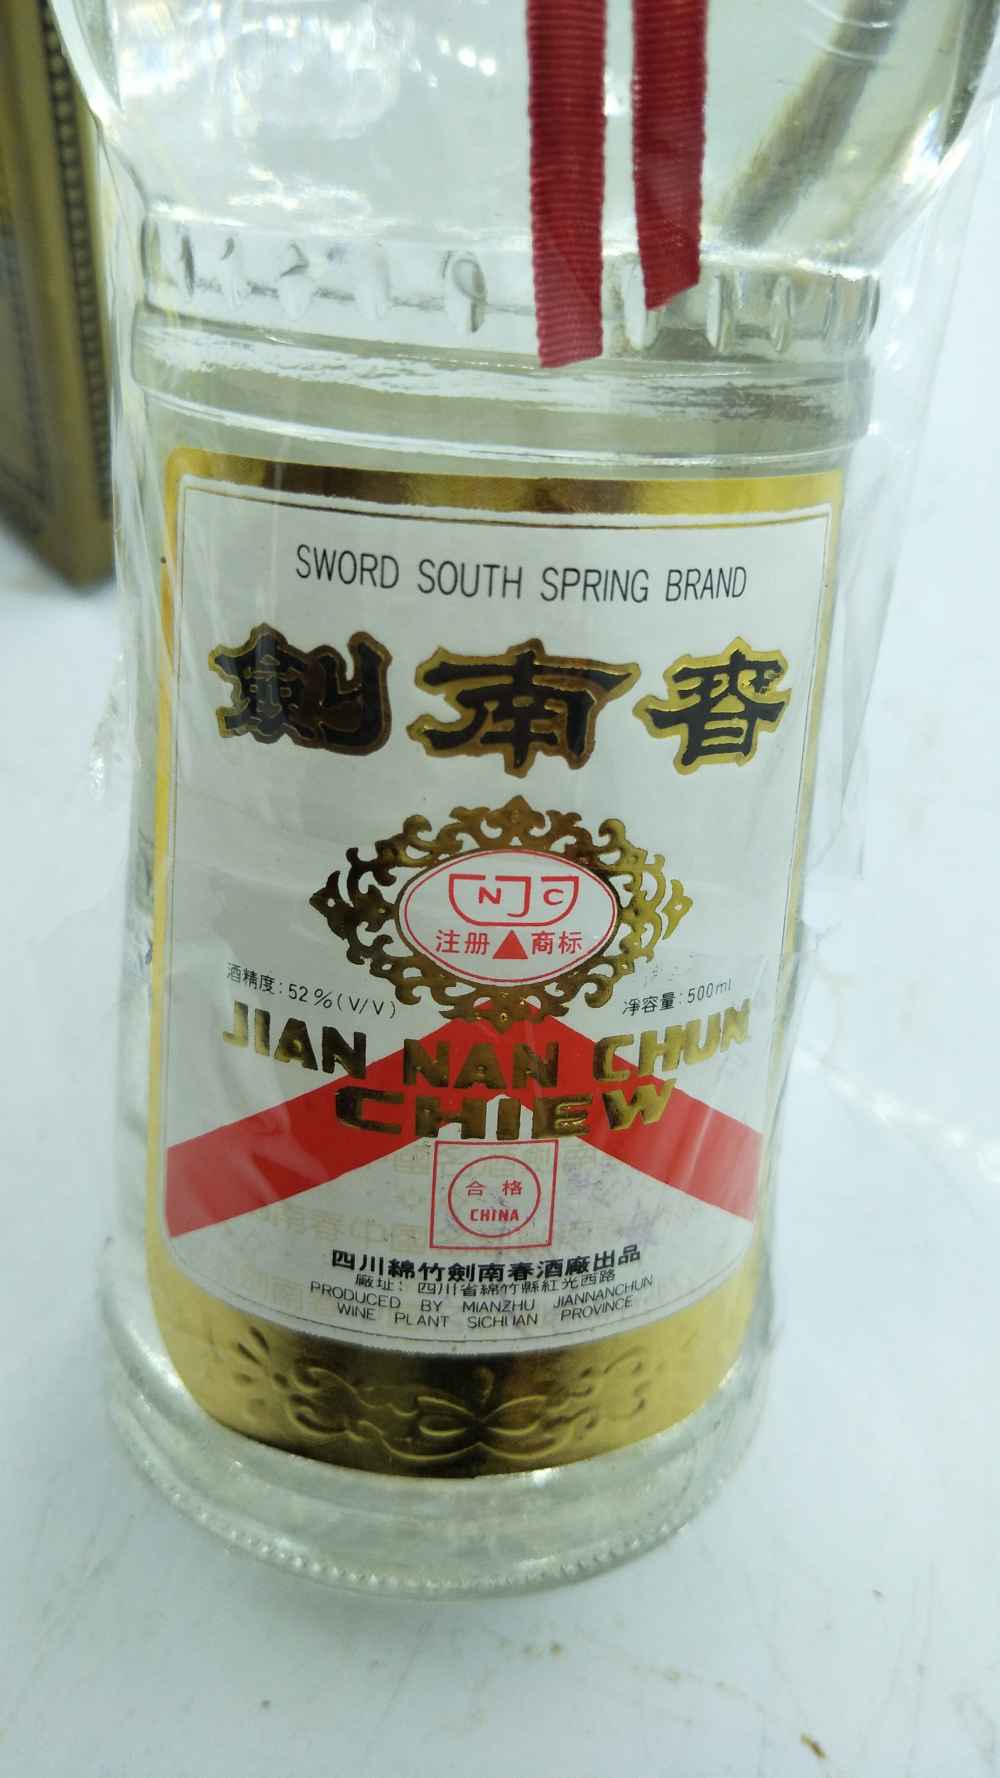 SWORD SOUTH SPRING BRAND
劍南春
NJC
注册▲商标
酒精度:52%(V/V)
净容量:500ml
JIAN NAN CHUN
CHIEW
合格
CHINA
四川綿竹劍南春酒廠出品
廠址:四川省綿竹縣紅光西路
PRODUCED BY MIANZHU JIANNANCHUN
WINE PLANT SICHUAN PROVINCE